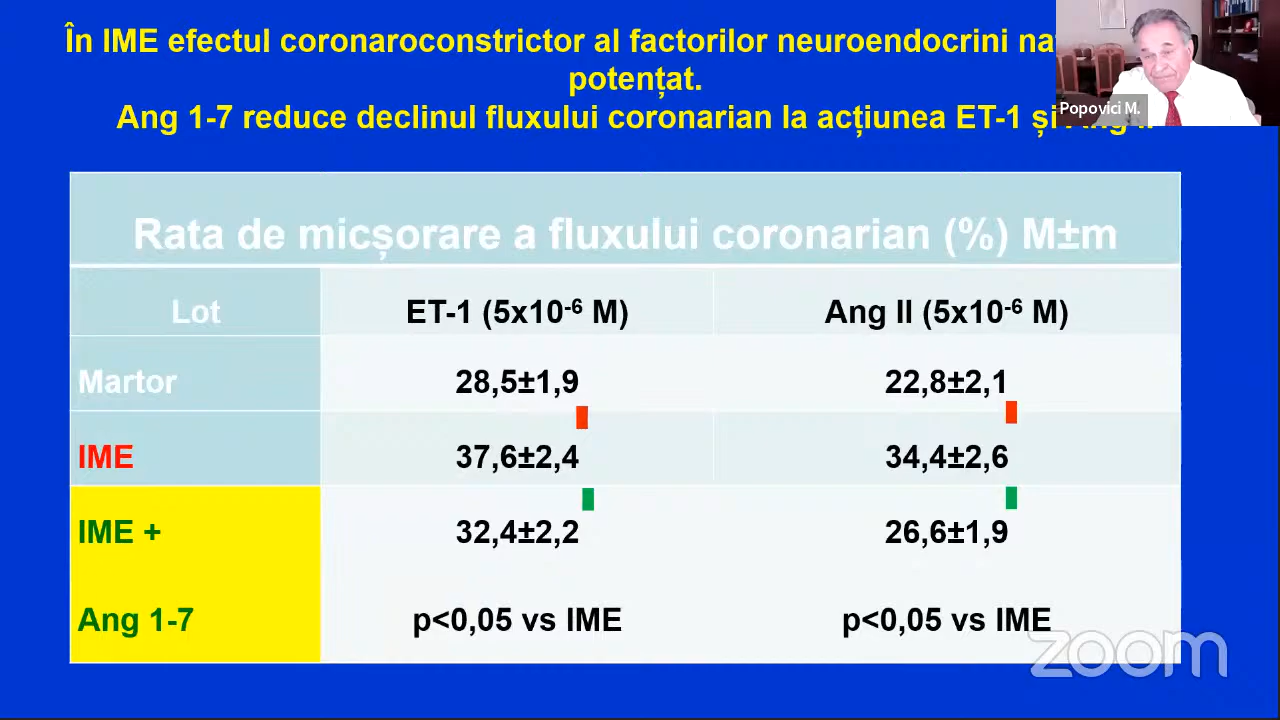 În IME efectul coronaroconstrictor al factorilor neuroendocrini
potențat.
Ang 1-7 reduce declinul fluxului coronarian la acțiunea ET-1 și
Popovici M.
Rata de micșorare a fluxului coronarian (%) M±m
Lot ET-1 (5x10⁻⁶ M) Ang II (5x10⁻⁶ M)
Martor 28,5±1,9 22,8±2,1
IME 37,6±2,4 34,4±2,6
IME + 32,4±2,2 26,6±1,9
Ang 1-7 p<0,05 vs IME p<0,05 vs IME
zoom